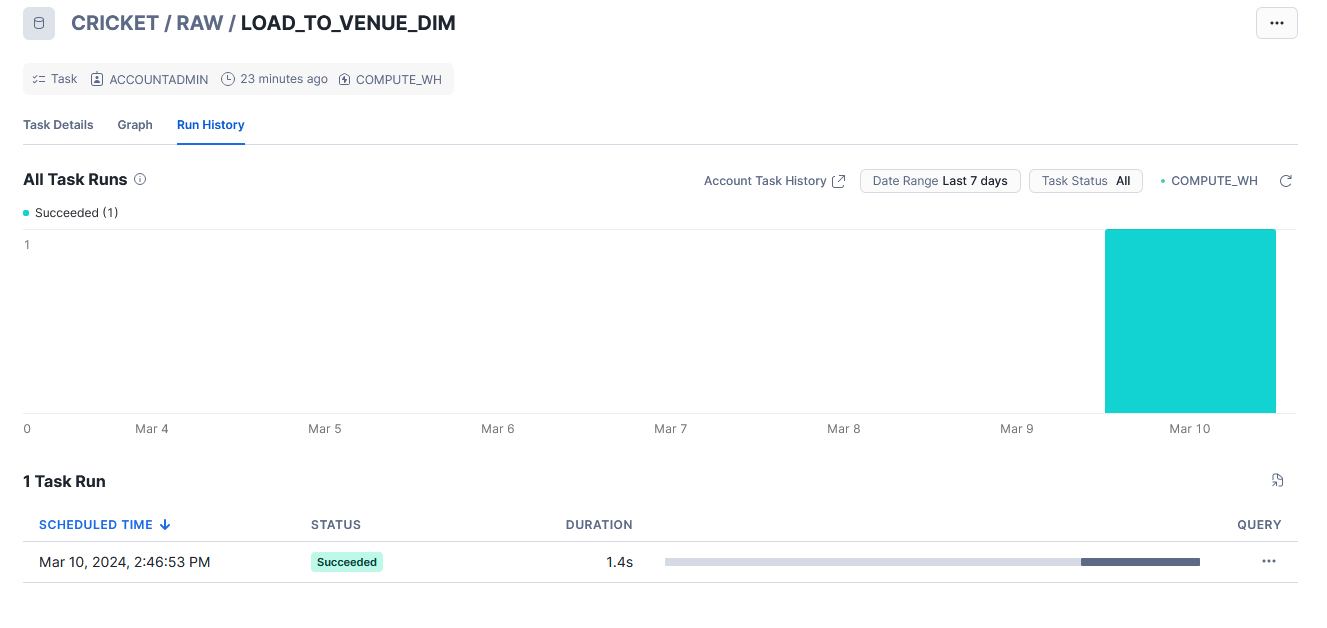 CRICKET / RAW / LOAD_TO_VENUE_DIM
Task ACCOUNTADMIN 23 minutes ago COMPUTE_WH
Task Details Graph Run History
All Task Runs Account Task History Date Range Last 7 days Task Status All COMPUTE_WH
Succeeded (1)
1
0 Mar 4 Mar 5 Mar 6 Mar 7 Mar 8 Mar 9 Mar 10
1 Task Run
SCHEDULED TIME STATUS DURATION QUERY
Mar 10, 2024, 2:46:53 PM Succeeded 1.4s